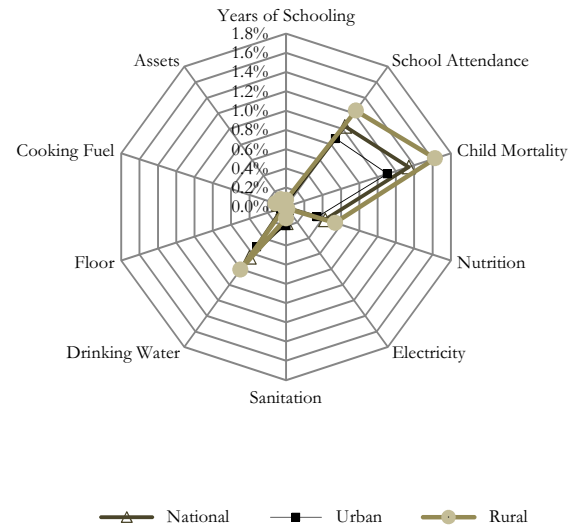 Years of Schooling
1.8%
1.6%
Assets
School Attendance
1.4%
1.2%
1.0%
0.8%
Cooking Fuel
Child Mortality
0.6%
0.4%
0.2%
0.0%
Floor
Nutrition
Drinking Water
Electricity
Sanitation
National
Urban
Rural